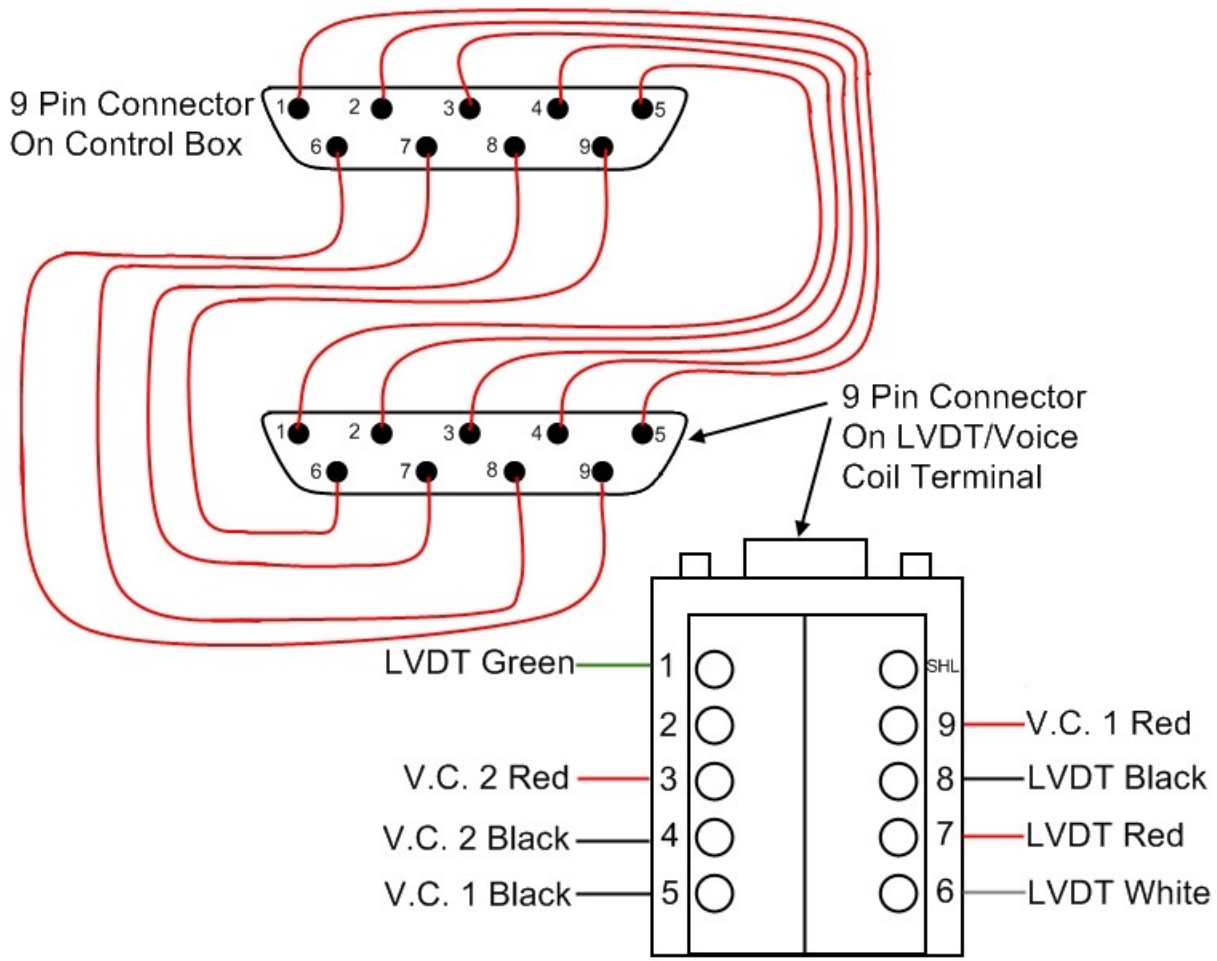 9 Pin Connector
On Control Box
1 2 3 4 5
6 7 8 9
1 2 3 4 5
6 7 8 9
9 Pin Connector
On LVDT/Voice
Coil Terminal
LVDT Green 1 SHL
2 9 V.C. 1 Red
V.C. 2 Red 3 8 LVDT Black
V.C. 2 Black 4 7 LVDT Red
V.C. 1 Black 5 6 LVDT White